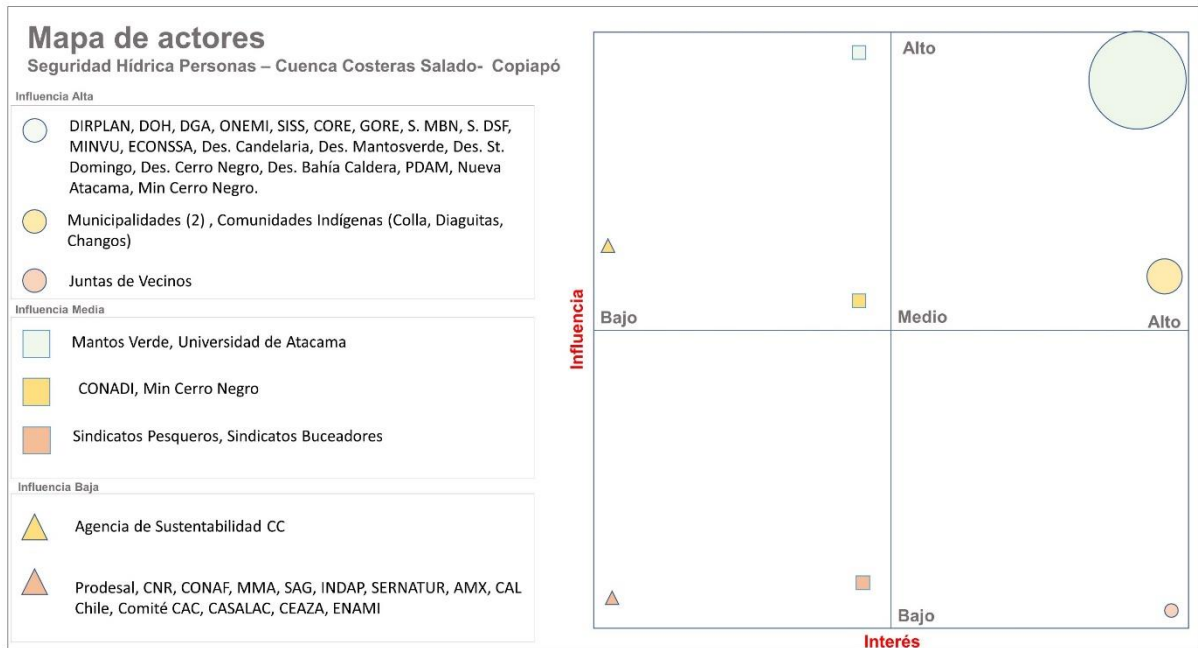 Mapa de actores
Seguridad Hídrica Personas – Cuenca Costeras Salado- Copiapó
Influencia Alta
DIRPLAN, DOH, DGA, ONEMI, SISS, CORE, GORE, S. MBN, S. DSF,
MINVU, ECONSSA, Des. Candelaria, Des. Mantosverde, Des. St.
Domingo, Des. Cerro Negro, Des. Bahía Caldera, PDAM, Nueva
Atacama, Min Cerro Negro.
Municipalidades (2) , Comunidades Indígenas (Colla, Diaguitas,
Changos)
Juntas de Vecinos
Influencia Media
Mantos Verde, Universidad de Atacama
CONADI, Min Cerro Negro
Sindicatos Pesqueros, Sindicatos Buceadores
Influencia Baja
Agencia de Sustentabilidad CC
Prodesal, CNR, CONAF, MMA, SAG, INDAP, SERNATUR, AMX, CAL
Chile, Comité CAC, CASALAC, CEAZA, ENAMI
Alto
Influencia
Bajo
Medio
Alto
Bajo
Interés